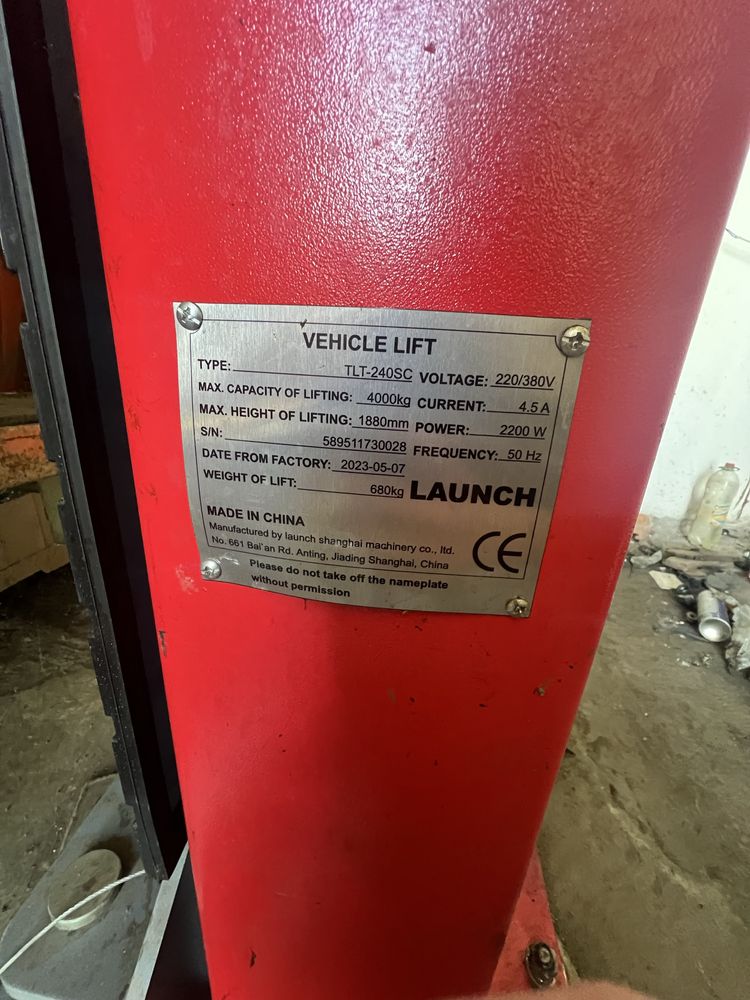 VEHICLE LIFT
TYPE: TLT-240SC VOLTAGE: 220/380V
MAX. CAPACITY OF LIFTING: 4000kg CURRENT: 4.5 A
MAX. HEIGHT OF LIFTING: 1880mm POWER: 2200 W
S/N: 589511730028 FREQUENCY: 50 Hz
DATE FROM FACTORY: 2023-05-07
WEIGHT OF LIFT: 680kg LAUNCH
MADE IN CHINA
Manufactured by launch shanghai machinery co., ltd.
No. 661 Bai'an Rd. Anting, Jiading Shanghai, China
CE
Please do not take off the nameplate
without permission